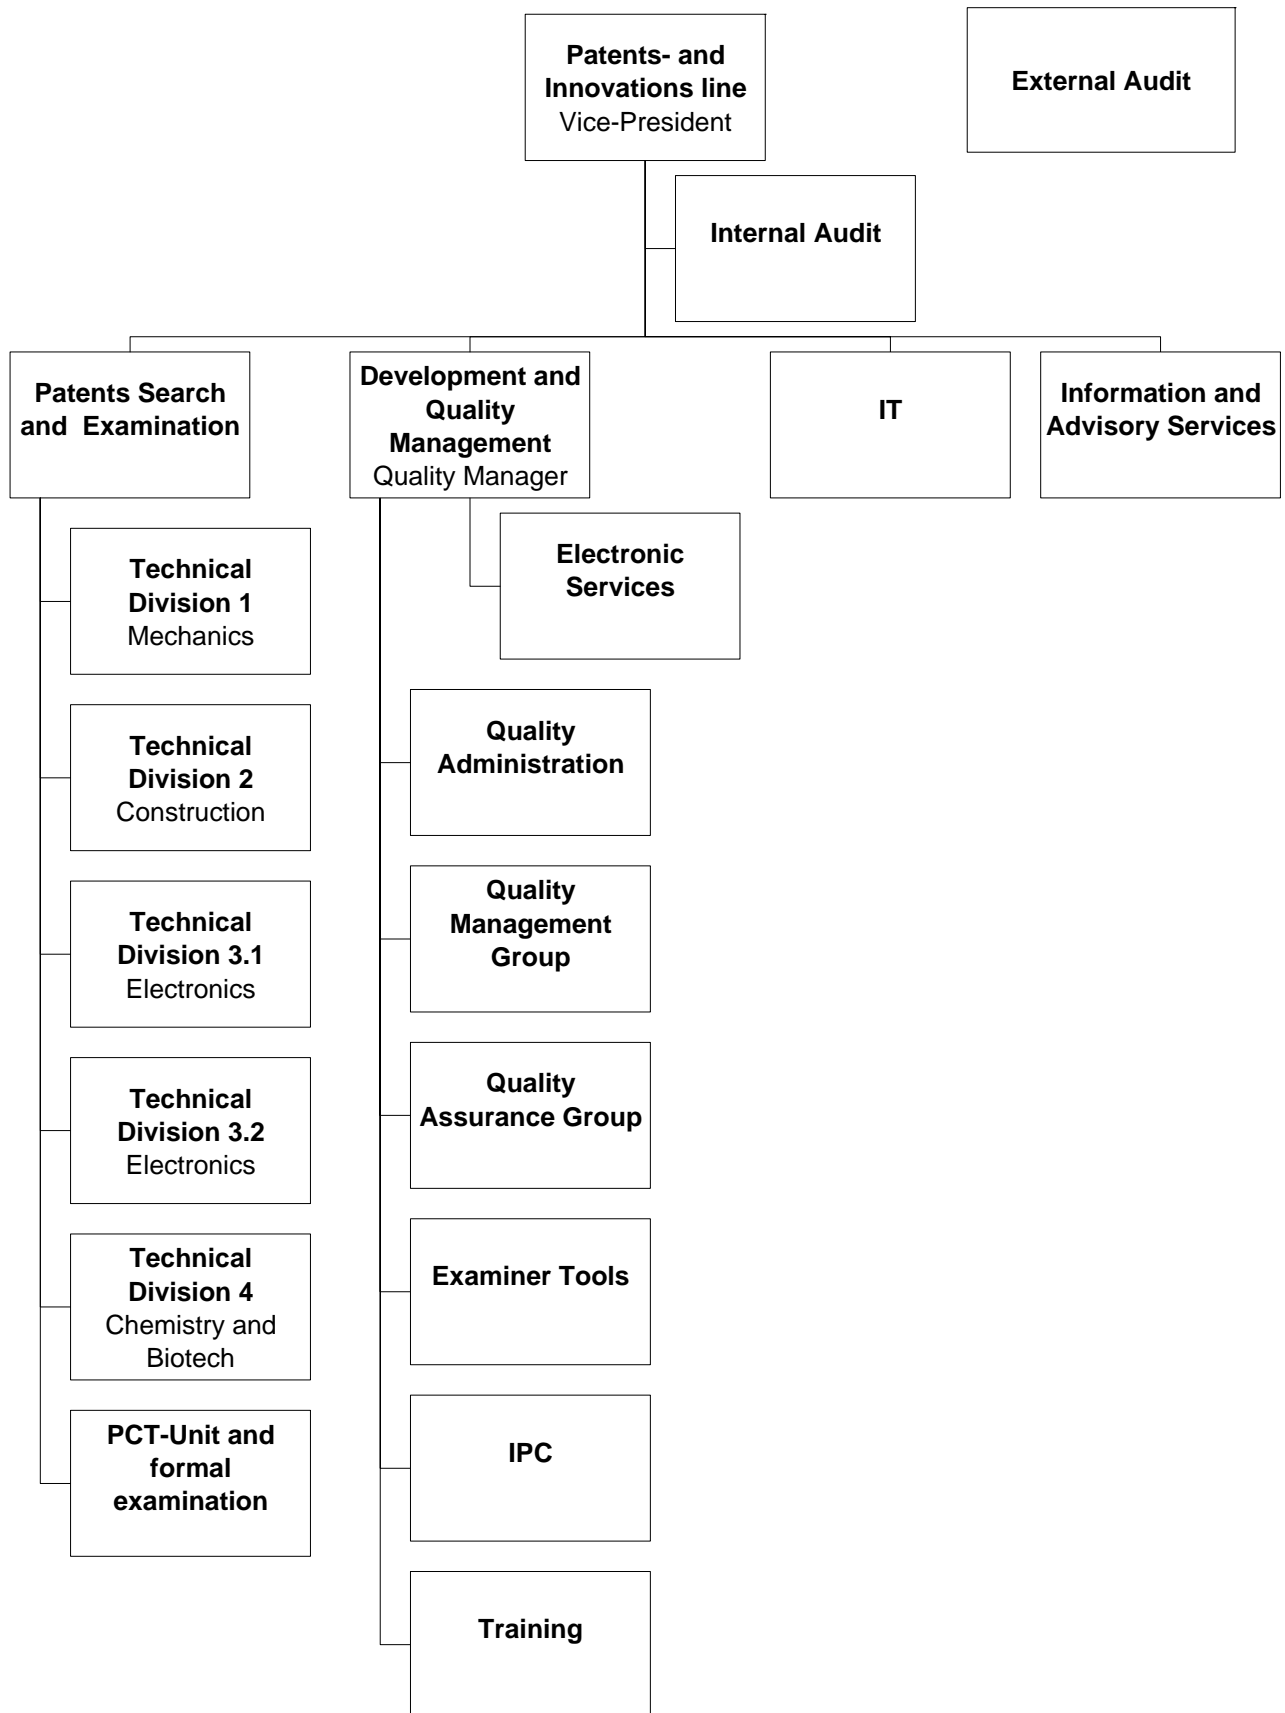 Patents- and
Innovations line
Vice-President
External Audit
Internal Audit
Patents Search
and Examination
Development and
Quality
Management
Quality Manager
IT
Information and
Advisory Services
Technical
Division 1
Mechanics
Electronic
Services
Technical
Division 2
Construction
Quality
Administration
Technical
Division 3.1
Electronics
Quality
Management
Group
Technical
Division 3.2
Electronics
Quality
Assurance Group
Technical
Division 4
Chemistry and
Biotech
Examiner Tools
PCT-Unit and
formal
examination
IPC
Training